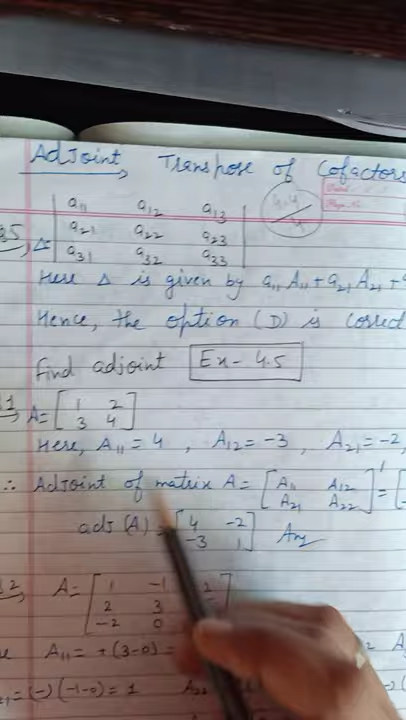 Adjoint → Transpose of Cofactors
Δ = | a11 a12 a13 |
| a21 a22 a23 |
| a31 a32 a33 |
Here Δ is given by a11 A11 + a21 A21 +
Hence, the option (D) is correct
Find adjoint Ex-4.5
A = [ 1 2 ]
[ 3 4 ]
Here, A11 = 4, A12 = -3, A21 = -2,
∴ Adjoint of matrix A = [ A11 A12 ]' = [
[ A21 A22 ]
adj (A) = [ 4 -2 ] Ans
[ -3 1 ]
A = [ 1 -1 2 ]
[ 2 3
[ -2 0
A11 = + (3-0) =
= (-) (-1-0) = 1 A22